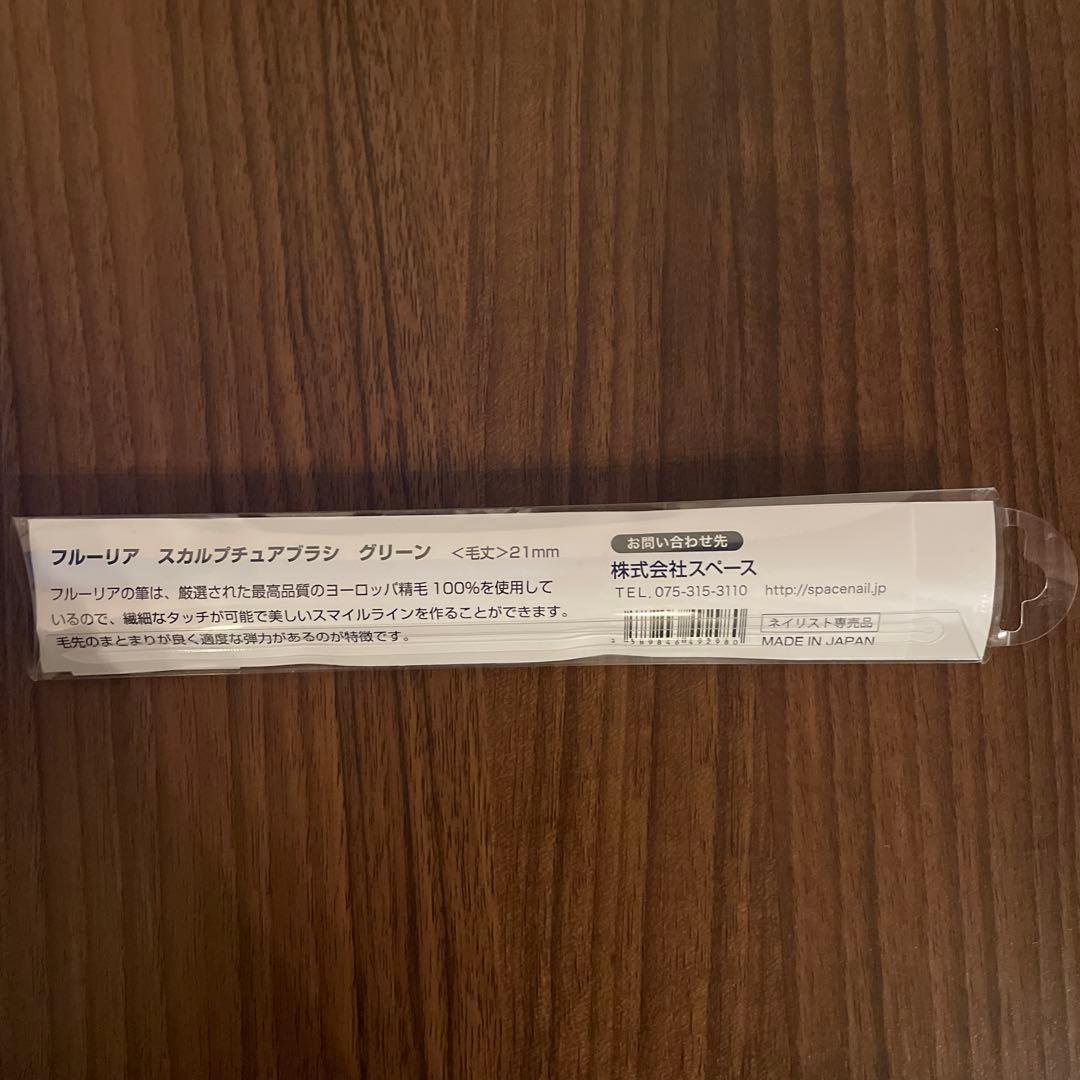 フルーリア　スカルプチュアブラシ　グリーン　＜毛丈＞21mm
フルーリアの筆は、厳選された最高品質のヨーロッパ精毛100%を使用して
いるので、繊細なタッチが可能で美しいスマイルラインを作ることができます。
毛先のまとまりが良く適度な弾力があるのが特徴です。
お問い合わせ先
株式会社スペース
TEL.075-315-3110　http://spacenail.jp
ネイリスト専売品
MADE IN JAPAN